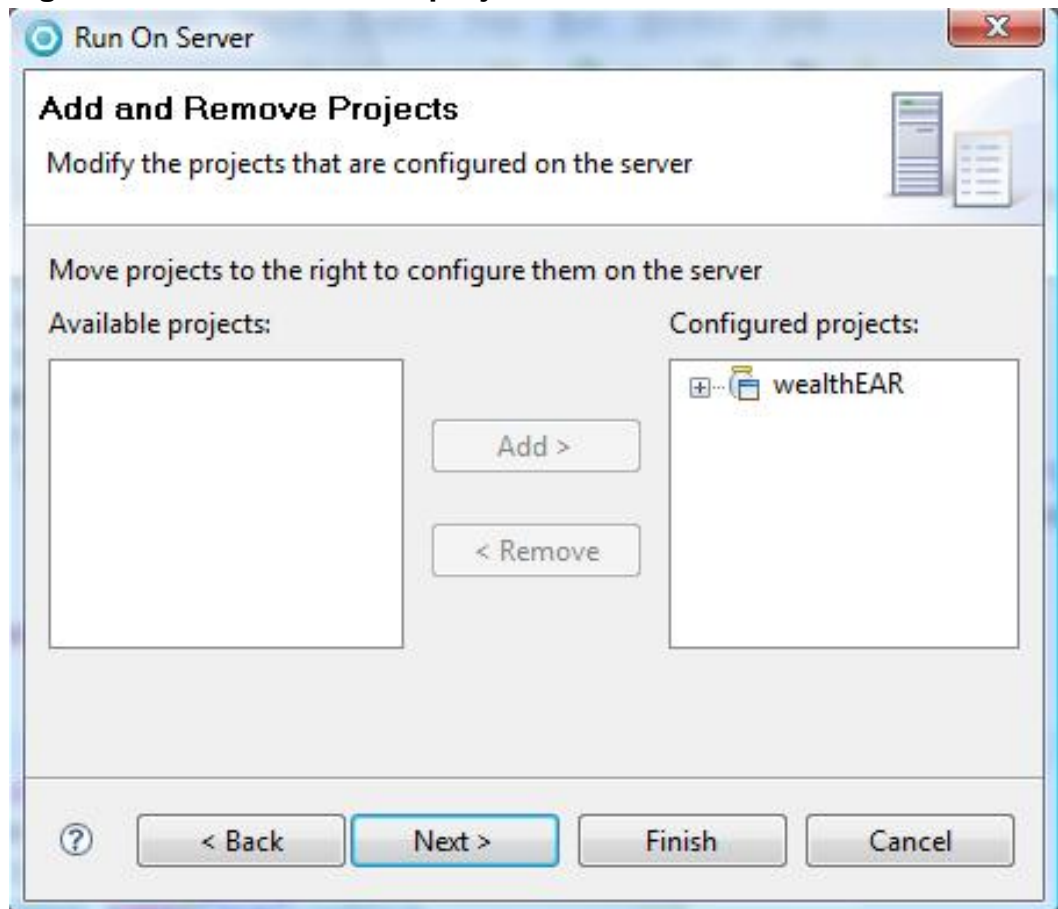 Run On Server
Add and Remove Projects
Modify the projects that are configured on the server
Move projects to the right to configure them on the server
Available projects:
Configured projects:
wealthEAR
Add >
< Remove
< Back
Next >
Finish
Cancel